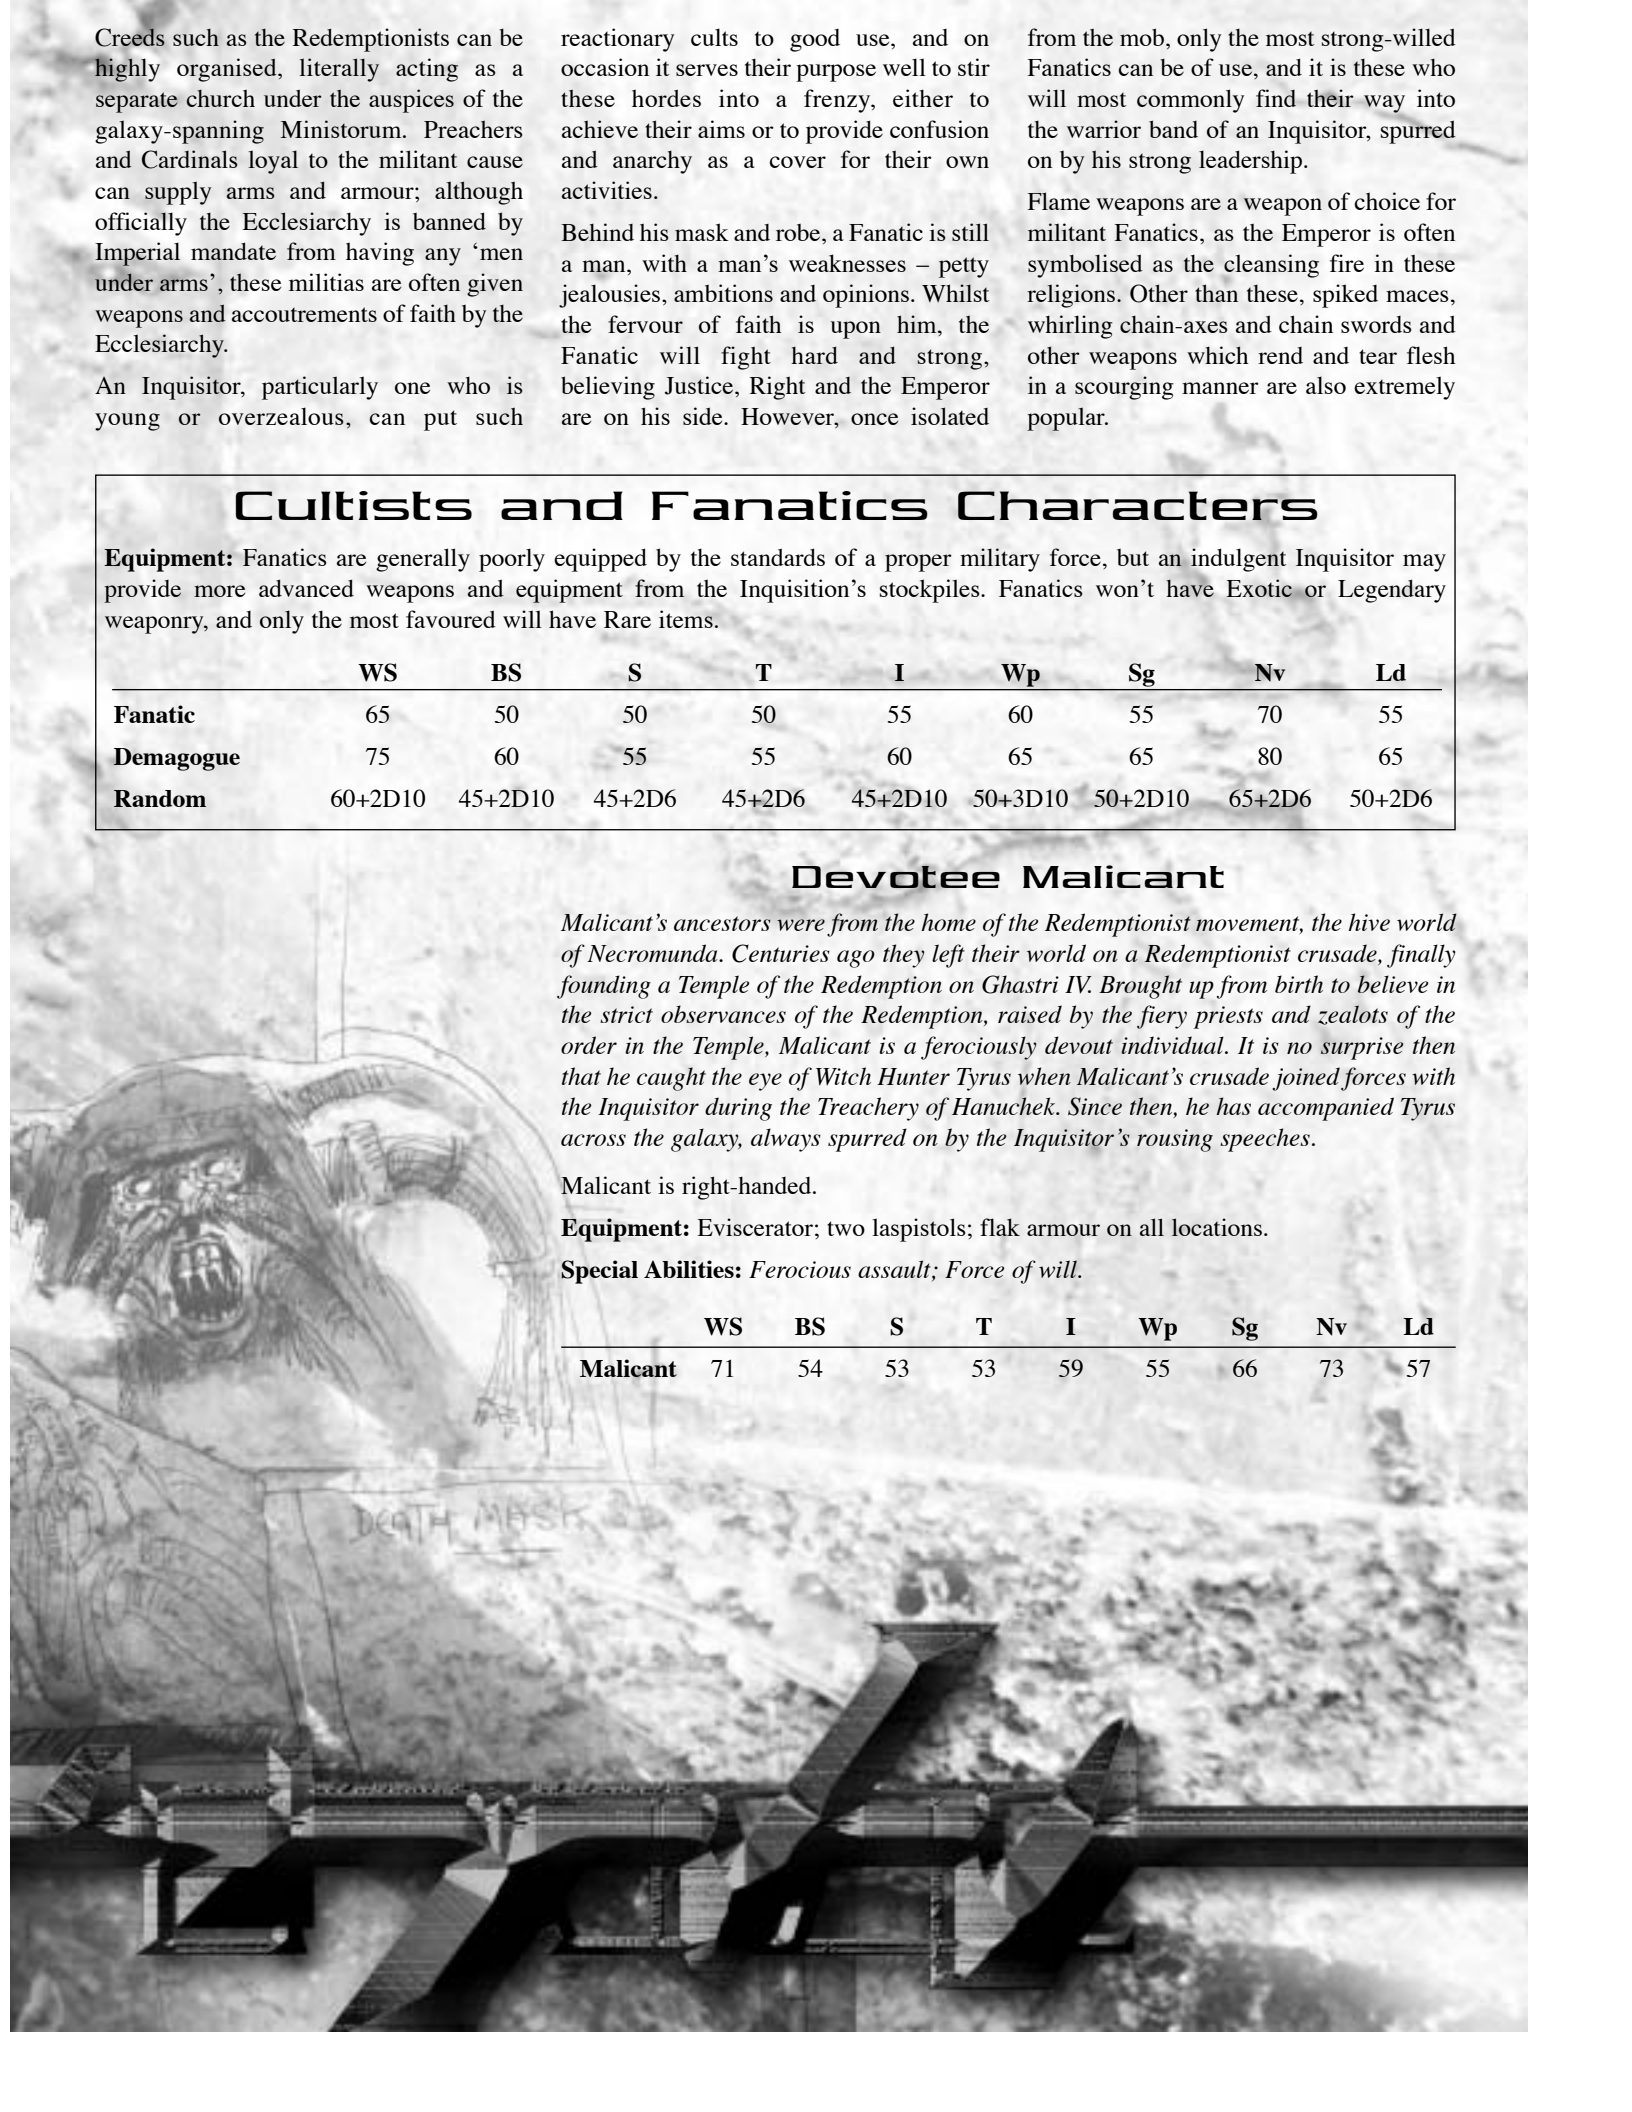 Creeds such as the Redemptionists can be
highly organised, literally acting as a
separate church under the auspices of the
galaxy-spanning Ministorum. Preachers
and Cardinals loyal to the militant cause
can supply arms and armour; although
officially the Ecclesiarchy is banned by
Imperial mandate from having any ‘men
under arms’, these militias are often given
weapons and accoutrements of faith by the
Ecclesiarchy.
An Inquisitor, particularly one who is
young or overzealous, can put such
reactionary cults to good use, and on
occasion it serves their purpose well to stir
these hordes into a frenzy, either to
achieve their aims or to provide confusion
and anarchy as a cover for their own
activities.
Behind his mask and robe, a Fanatic is still
a man, with a man’s weaknesses – petty
jealousies, ambitions and opinions. Whilst
the fervour of faith is upon him, the
Fanatic will fight hard and strong,
believing Justice, Right and the Emperor
are on his side. However, once isolated
from the mob, only the most strong-willed
Fanatics can be of use, and it is these who
will most commonly find their way into
the warrior band of an Inquisitor, spurred
on by his strong leadership.
Flame weapons are a weapon of choice for
militant Fanatics, as the Emperor is often
symbolised as the cleansing fire in these
religions. Other than these, spiked maces,
whirling chain-axes and chain swords and
other weapons which rend and tear flesh
in a scourging manner are also extremely
popular.
Cultists and Fanatics Characters
Equipment: Fanatics are generally poorly equipped by the standards of a proper military force, but an indulgent Inquisitor may
provide more advanced weapons and equipment from the Inquisition’s stockpiles. Fanatics won’t have Exotic or Legendary
weaponry, and only the most favoured will have Rare items.
WS BS S T I Wp Sg Nv Ld
Fanatic 65 50 50 50 55 60 55 70 55
Demagogue 75 60 55 55 60 65 65 80 65
Random 60+2D10 45+2D10 45+2D6 45+2D6 45+2D10 50+3D10 50+2D10 65+2D6 50+2D6
Devotee Malicant
Malicant’s ancestors were from the home of the Redemptionist movement, the hive world
of Necromunda. Centuries ago they left their world on a Redemptionist crusade, finally
founding a Temple of the Redemption on Ghastri IV. Brought up from birth to believe in
the strict observances of the Redemption, raised by the fiery priests and zealots of the
order in the Temple, Malicant is a ferociously devout individual. It is no surprise then
that he caught the eye of Witch Hunter Tyrus when Malicant’s crusade joined forces with
the Inquisitor during the Treachery of Hanuchek. Since then, he has accompanied Tyrus
across the galaxy, always spurred on by the Inquisitor’s rousing speeches.
Malicant is right-handed.
Equipment: Eviscerator; two laspistols; flak armour on all locations.
Special Abilities: Ferocious assault; Force of will.
WS BS S T I Wp Sg Nv Ld
Malicant 71 54 53 53 59 55 66 73 57
DEATH MASK